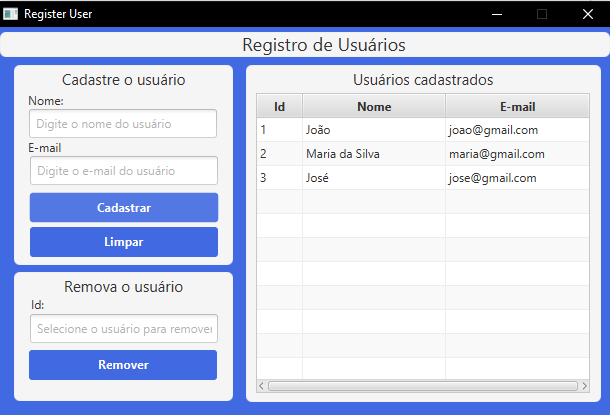 Register User
Registro de Usuários
Cadastre o usuário
Nome:
Digite o nome do usuário
E-mail
Digite o e-mail do usuário
Cadastrar
Limpar
Remova o usuário
Id:
Selecione o usuário para remover
Remover
Usuários cadastrados
Id Nome E-mail
1 João joao@gmail.com
2 Maria da Silva maria@gmail.com
3 José jose@gmail.com